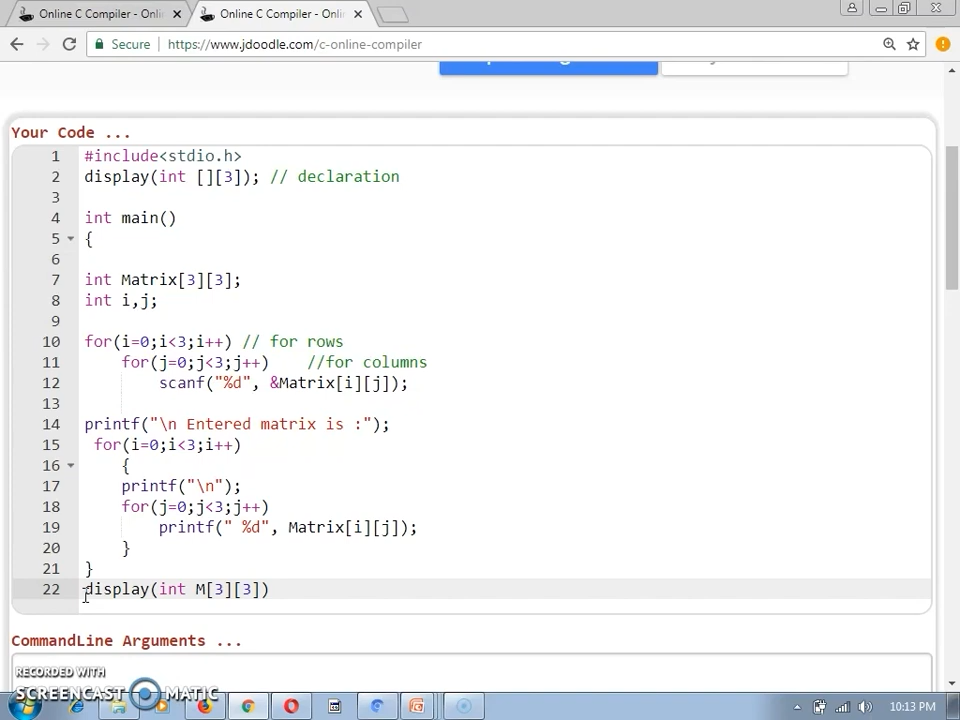 Online C Compiler - Onli
Online C Compiler - Onli
Secure https://www.jdoodle.com/c-online-compiler
Your Code ...
1 #include<stdio.h>
2 display(int [][3]); // declaration
3
4 int main()
5 {
6
7 int Matrix[3][3];
8 int i,j;
9
10 for(i=0;i<3;i++) // for rows
11 for(j=0;j<3;j++) //for columns
12 scanf("%d", &Matrix[i][j]);
13
14 printf("\n Entered matrix is :");
15 for(i=0;i<3;i++)
16 {
17 printf("\n");
18 for(j=0;j<3;j++)
19 printf(" %d", Matrix[i][j]);
20 }
21 }
22 display(int M[3][3])
CommandLine Arguments ...
RECORDED WITH
SCREENCAST MATIC
10:13 PM